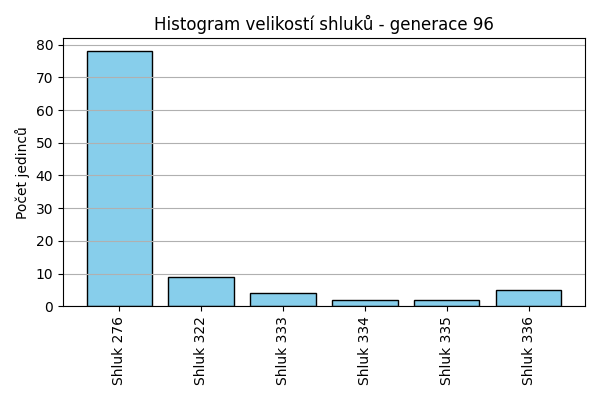 Histogram velikostí shluků - generace 96
Počet jedinců
80
70
60
50
40
30
20
10
0
Shluk 276
Shluk 322
Shluk 333
Shluk 334
Shluk 335
Shluk 336